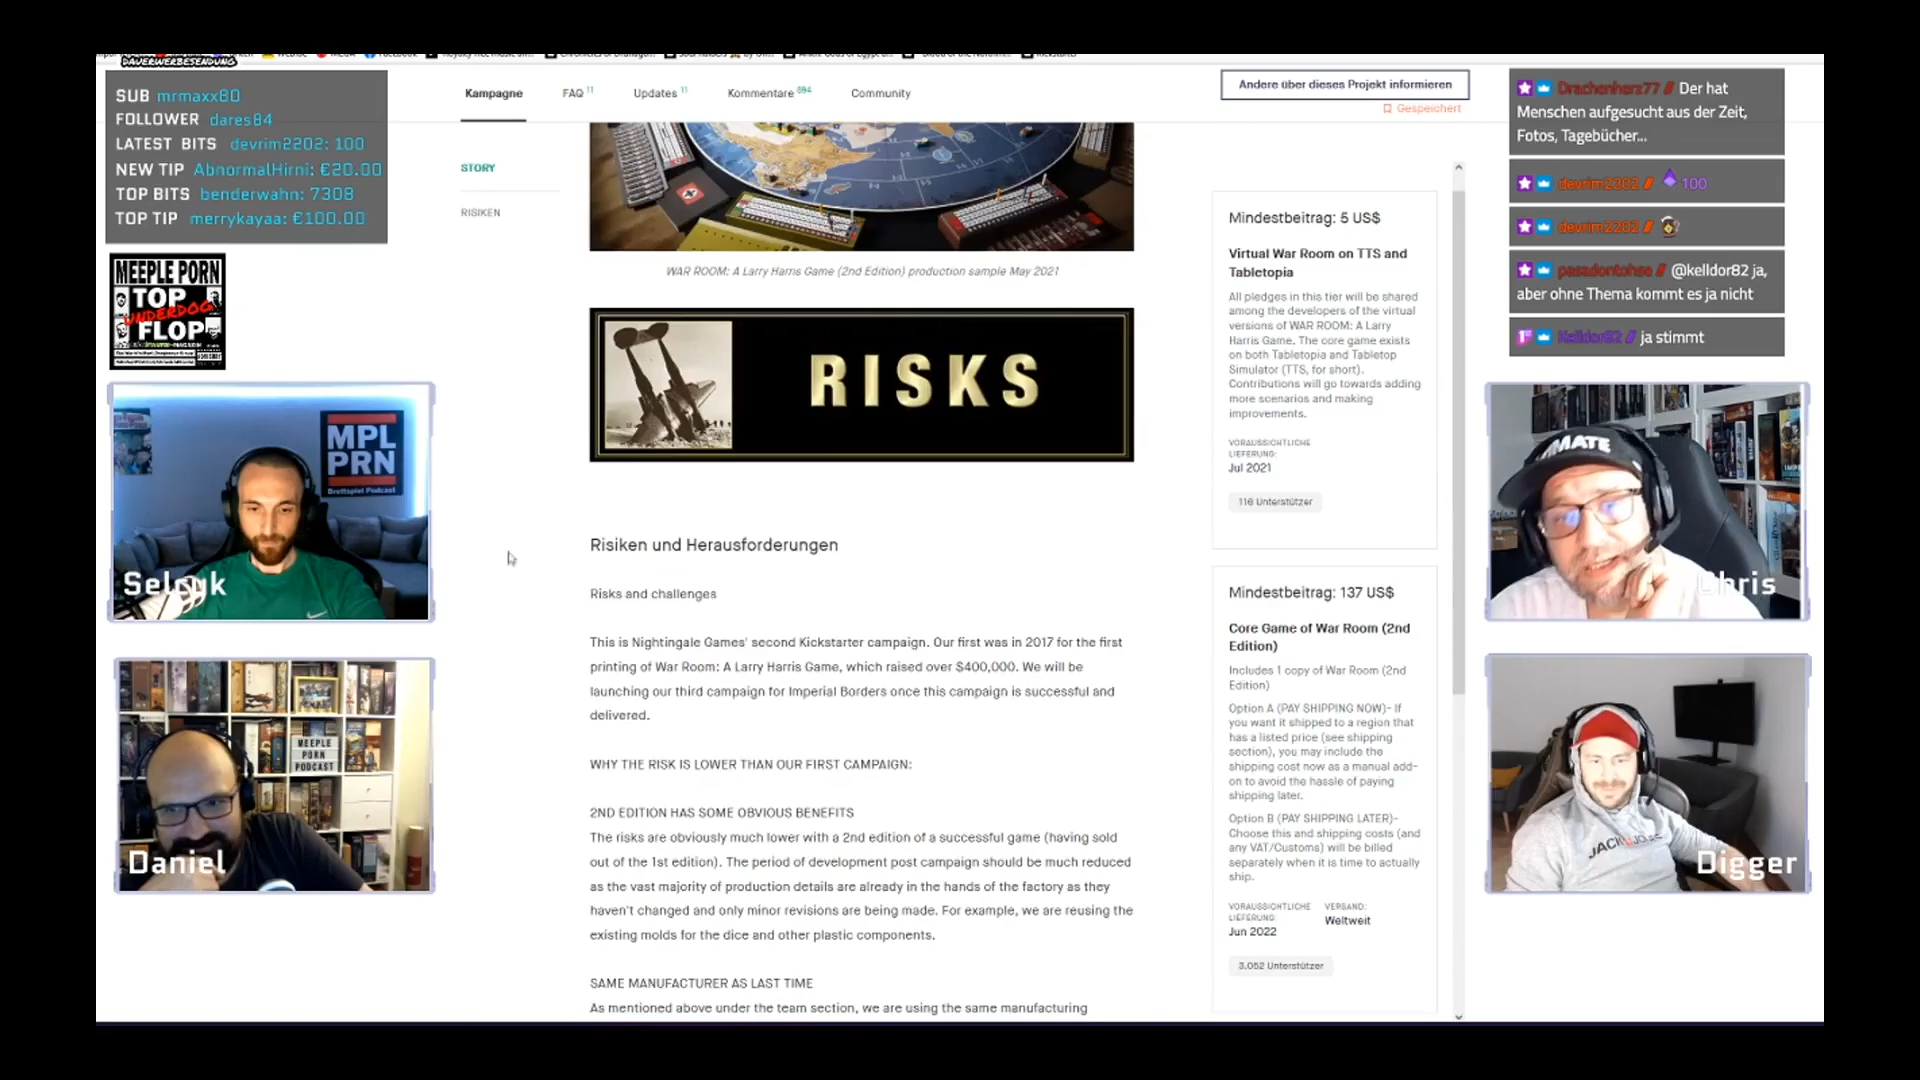 DAUERWERBESENDUNG
SUB mrmaxx80
FOLLOWER dares84
LATEST BITS devrim2202: 100
NEW TIP AbnormalHirni: €20.00
TOP BITS benderwahn: 7308
TOP TIP merrykayaa: €100.00
MEEPLE PORN
TOP
UNDERDOG
FLOP
MPL
PRN
Brettspiel Podcast
Selcuk
MEEPLE
PORN
PODCAST
Daniel
Kampagne
FAQ 11
Updates 11
Kommentare 694
Community
Andere über dieses Projekt informieren
Gespeichert
STORY
RISIKEN
WAR ROOM: A Larry Harris Game (2nd Edition) production sample May 2021
RISKS
Risiken und Herausforderungen
Risks and challenges
This is Nightingale Games' second Kickstarter campaign. Our first was in 2017 for the first
printing of War Room: A Larry Harris Game, which raised over $400,000. We will be
launching our third campaign for Imperial Borders once this campaign is successful and
delivered.
WHY THE RISK IS LOWER THAN OUR FIRST CAMPAIGN:
2ND EDITION HAS SOME OBVIOUS BENEFITS
The risks are obviously much lower with a 2nd edition of a successful game (having sold
out of the 1st edition). The period of development post campaign should be much reduced
as the vast majority of production details are already in the hands of the factory as they
haven't changed and only minor revisions are being made. For example, we are reusing the
existing molds for the dice and other plastic components.
SAME MANUFACTURER AS LAST TIME
As mentioned above under the team section, we are using the same manufacturing
Mindestbeitrag: 5 US$
Virtual War Room on TTS and
Tabletopia
All pledges in this tier will be shared
among the developers of the virtual
versions of WAR ROOM: A Larry
Harris Game. The core game exists
on both Tabletopia and Tabletop
Simulator (TTS, for short).
Contributions will go towards adding
more scenarios and making
improvements.
VORAUSSICHTLICHE
LIEFERUNG:
Jul 2021
116 Unterstützer
Mindestbeitrag: 137 US$
Core Game of War Room (2nd
Edition)
Includes 1 copy of War Room (2nd
Edition)
Option A (PAY SHIPPING NOW)- If
you want it shipped to a region that
has a listed price (see shipping
section), you may include the
shipping cost now as a manual add-
on to avoid the hassle of paying
shipping later.
Option B (PAY SHIPPING LATER)-
Choose this and shipping costs (and
any VAT/Customs) will be billed
separately when it is time to actually
ship.
VORAUSSICHTLICHE
LIEFERUNG:
Jun 2022
VERSAND:
Weltweit
3.052 Unterstützer
Drachenherz77 // Der hat
Menschen aufgesucht aus der Zeit,
Fotos, Tagebücher...
devrim2202 // 100
devrim2202 //
pasadontohse // @kelldor82 ja,
aber ohne Thema kommt es ja nicht
Kelldor82 // ja stimmt
Chris
JACK & JONES
Digger